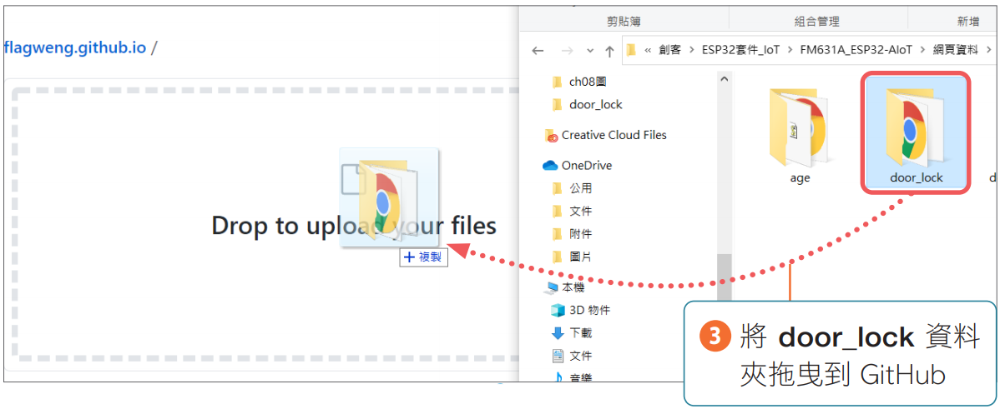 flagweng.github.io /
Drop to upload your files
複製
剪貼簿
組合管理
新增
« 創客 > ESP32套件_IoT > FM631A_ESP32-AIoT > 網頁資料 >
ch08圖
door_lock
Creative Cloud Files
OneDrive
公用
文件
附件
圖片
本機
3D 物件
下載
文件
音樂
age
door_lock
d
3 將 door_lock 資料
夾拖曳到 GitHub